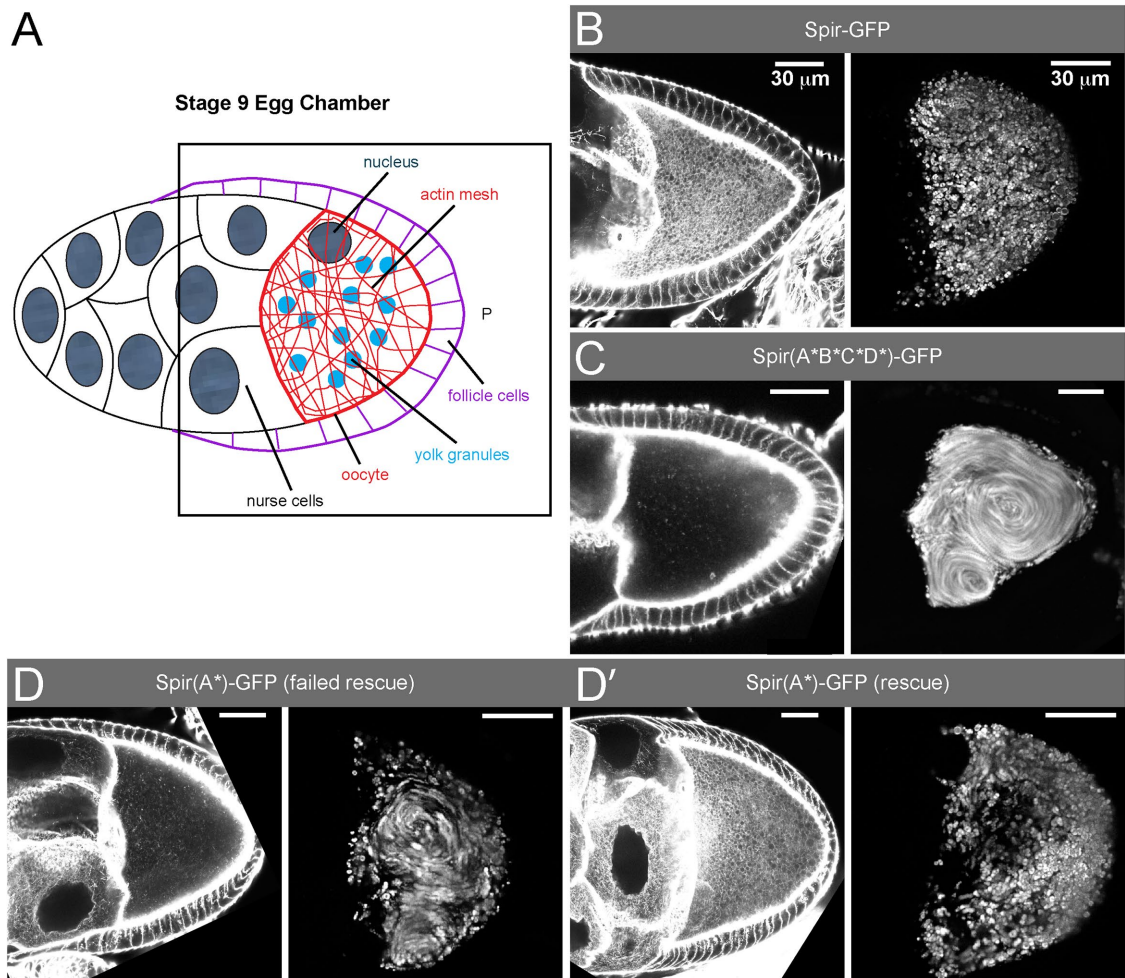 A
Stage 9 Egg Chamber
nucleus
actin mesh
P
follicle cells
yolk granules
oocyte
nurse cells
B
Spir-GFP
30 μm
30 μm
C
Spir(A*B*C*D*)-GFP
D
Spir(A*)-GFP (failed rescue)
D′
Spir(A*)-GFP (rescue)